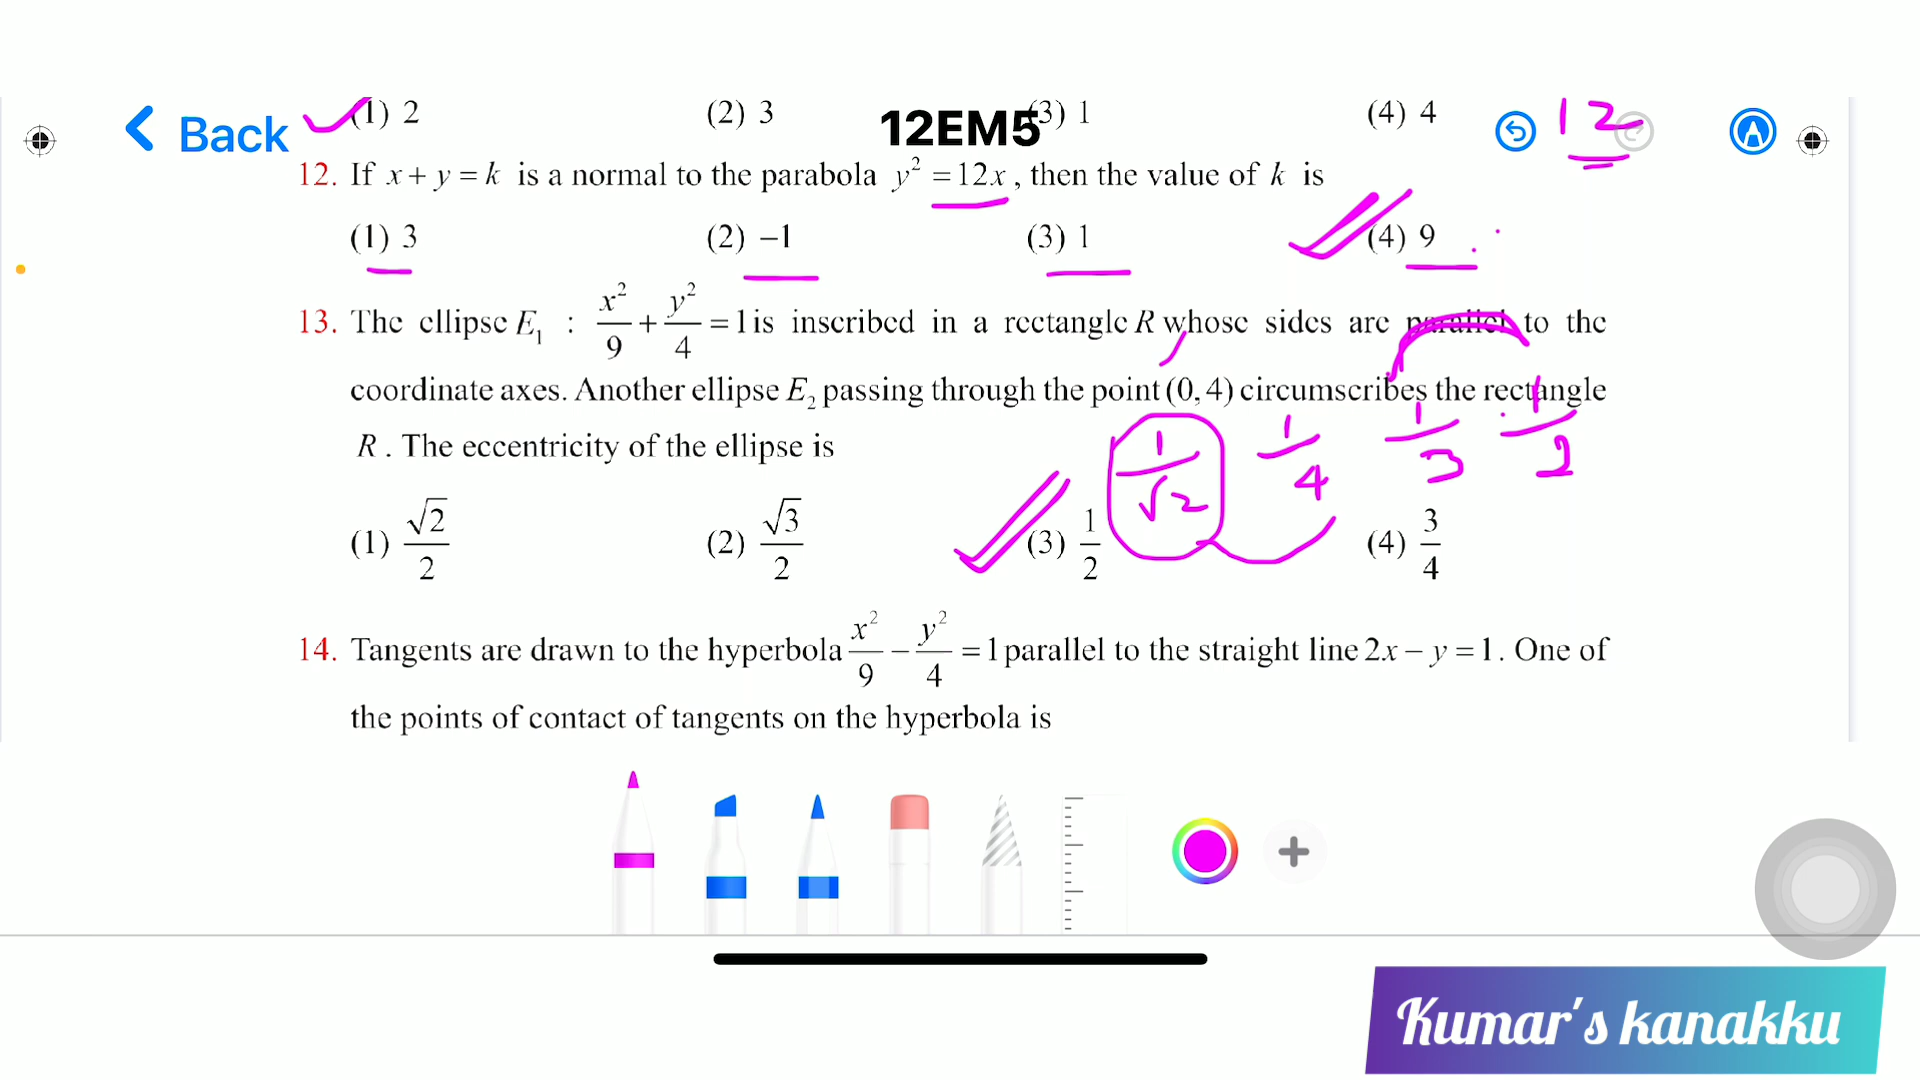 Back
12EM5
12
(1) 2 (2) 3 (3) 1 (4) 4
12. If x + y = k is a normal to the parabola y² = 12x, then the value of k is
(1) 3 (2) −1 (3) 1 (4) 9
13. The ellipse E₁ : x²/9 + y²/4 = 1 is inscribed in a rectangle R whose sides are parallel to the
coordinate axes. Another ellipse E₂ passing through the point (0, 4) circumscribes the rectangle
R . The eccentricity of the ellipse is
1/√2 1/4 1/3 1/2
(1) √2/2 (2) √3/2 (3) 1/2 (4) 3/4
14. Tangents are drawn to the hyperbola x²/9 − y²/4 = 1 parallel to the straight line 2x − y = 1. One of
the points of contact of tangents on the hyperbola is
Kumar's kanakku